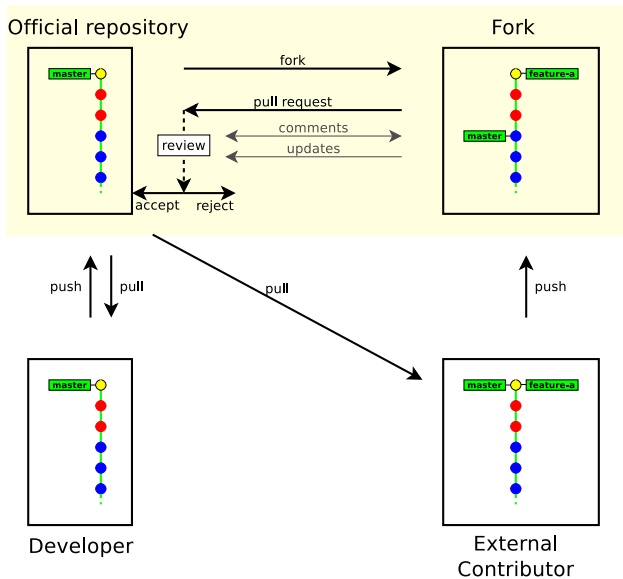 Official repository
Fork
master
fork
feature-a
pull request
comments
master
review
updates
accept
reject
push
pull
pull
push
master
master
feature-a
Developer
External
Contributor